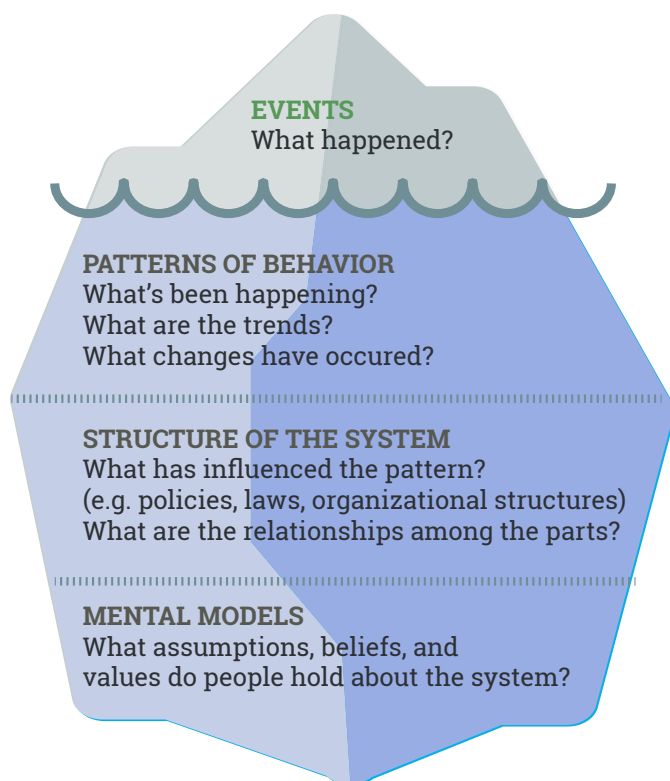 EVENTS
What happened?
PATTERNS OF BEHAVIOR
What’s been happening?
What are the trends?
What changes have occured?
STRUCTURE OF THE SYSTEM
What has influenced the pattern?
(e.g. policies, laws, organizational structures)
What are the relationships among the parts?
MENTAL MODELS
What assumptions, beliefs, and
values do people hold about the system?